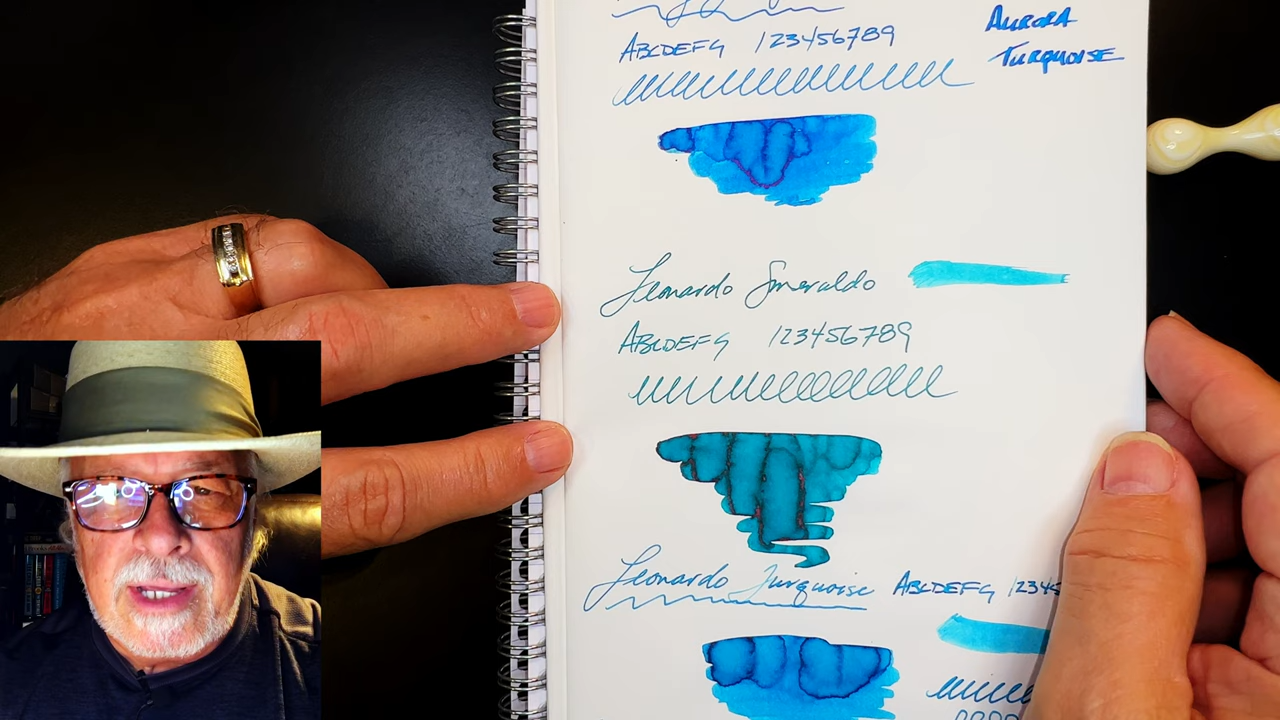 ABCDEFG 123456789
AURORA
TURQUOISE
Leonardo Smeraldo
ABCDEFG 123456789
Leonardo Turquoise ABCDEFG 12345